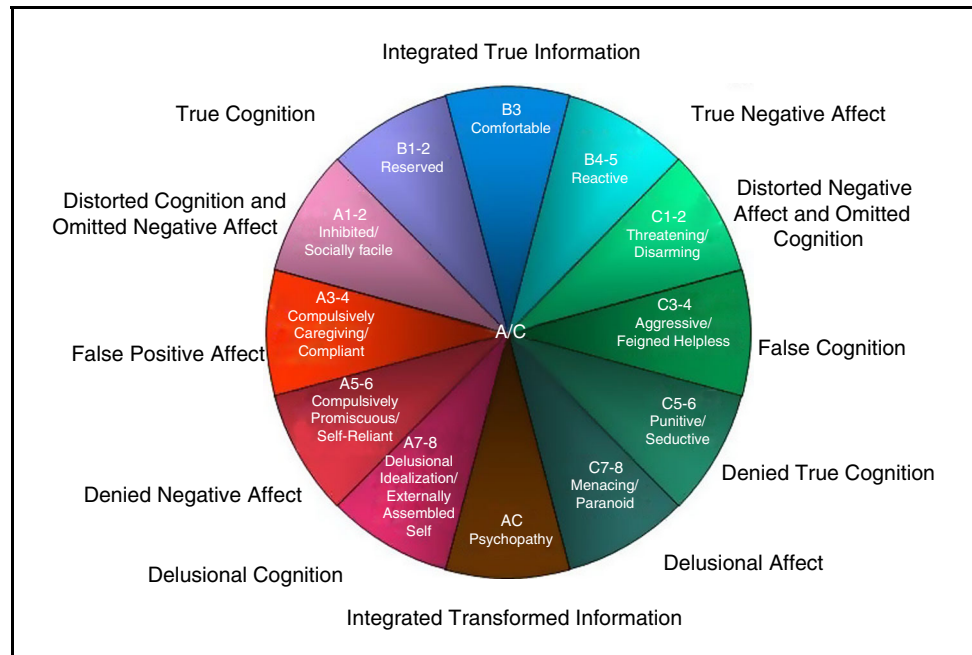 Integrated True Information
True Cognition
True Negative Affect
B3
Comfortable
B1-2
Reserved
B4-5
Reactive
Distorted Cognition and
Omitted Negative Affect
A1-2
Inhibited/
Socially facile
C1-2
Threatening/
Disarming
Distorted Negative
Affect and Omitted
Cognition
A3-4
Compulsively
Caregiving/
Compliant
A/C
C3-4
Aggressive/
Feigned Helpless
False Positive Affect
False Cognition
A5-6
Compulsively
Promiscuous/
Self-Reliant
C5-6
Punitive/
Seductive
A7-8
Delusional
Idealization/
Externally
Assembled
Self
C7-8
Menacing/
Paranoid
Denied Negative Affect
Denied True Cognition
AC
Psychopathy
Delusional Cognition
Delusional Affect
Integrated Transformed Information